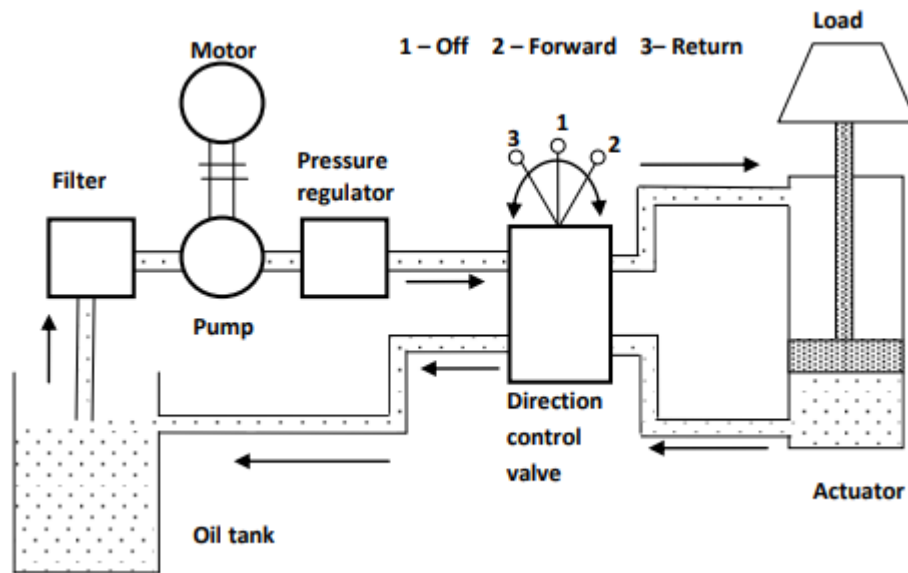 Load
Motor
1 – Off 2 – Forward 3– Return
1
3
2
Pressure
regulator
Filter
Pump
Direction
control
valve
Actuator
Oil tank